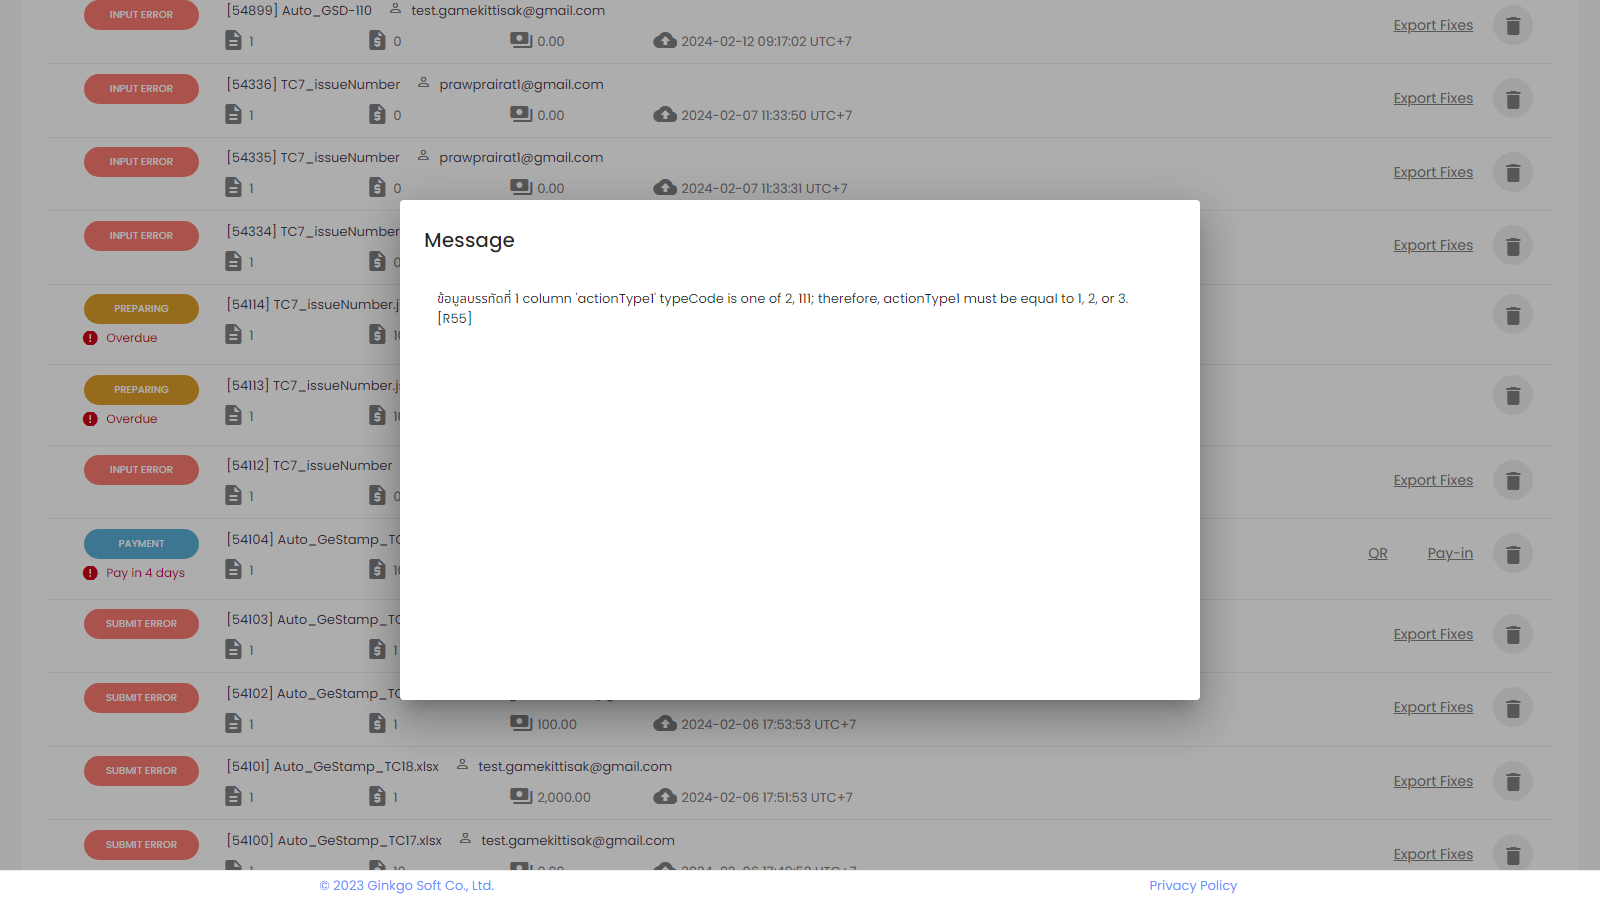 INPUT ERROR [54899] Auto_GSD-110 test.gamekittisak@gmail.com
1 0 0.00 2024-02-12 09:17:02 UTC+7 Export Fixes
INPUT ERROR [54336] TC7_issueNumber prawprairat1@gmail.com
1 0 0.00 2024-02-07 11:33:50 UTC+7 Export Fixes
INPUT ERROR [54335] TC7_issueNumber prawprairat1@gmail.com
1 0 0.00 2024-02-07 11:33:31 UTC+7 Export Fixes
INPUT ERROR [54334] TC7_issueNumber
1 0 Export Fixes
Message
ข้อมูลบรรทัดที่ 1 column 'actionType1' typeCode is one of 2, 111; therefore, actionType1 must be equal to 1, 2, or 3.
[R55]
PREPARING [54114] TC7_issueNumber.j
Overdue 1
PREPARING [54113] TC7_issueNumber.j
Overdue 1
INPUT ERROR [54112] TC7_issueNumber
1 0 Export Fixes
PAYMENT [54104] Auto_GeStamp_TC
QR Pay-in
Pay in 4 days 1
SUBMIT ERROR [54103] Auto_GeStamp_TC
1 1 Export Fixes
SUBMIT ERROR [54102] Auto_GeStamp_TC
1 1 100.00 2024-02-06 17:53:53 UTC+7 Export Fixes
SUBMIT ERROR [54101] Auto_GeStamp_TC18.xlsx test.gamekittisak@gmail.com
1 1 2,000.00 2024-02-06 17:51:53 UTC+7 Export Fixes
SUBMIT ERROR [54100] Auto_GeStamp_TC17.xlsx test.gamekittisak@gmail.com
Export Fixes
© 2023 Ginkgo Soft Co., Ltd. Privacy Policy